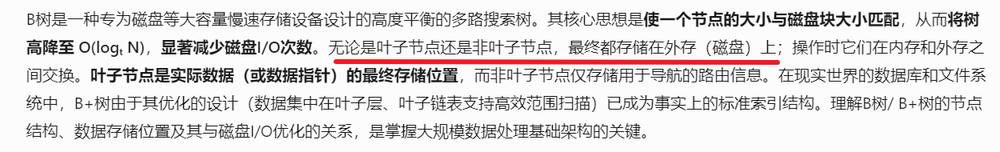 B树是一种专为磁盘等大容量慢速存储设备设计的高度平衡的多路搜索树。其核心思想是使一个节点的大小与磁盘块大小匹配，从而将树
高降至 O(logₜ N)，显著减少磁盘I/O次数。无论是叶子节点还是非叶子节点，最终都存储在外存（磁盘）上；操作时它们在内存和外存之
间交换。叶子节点是实际数据（或数据指针）的最终存储位置，而非叶子节点仅存储用于导航的路由信息。在现实世界的数据库和文件系
统中，B+树由于其优化的设计（数据集中在叶子层、叶子链表支持高效范围扫描）已成为事实上的标准索引结构。理解B树/ B+树的节点
结构、数据存储位置及其与磁盘I/O优化的关系，是掌握大规模数据处理基础架构的关键。